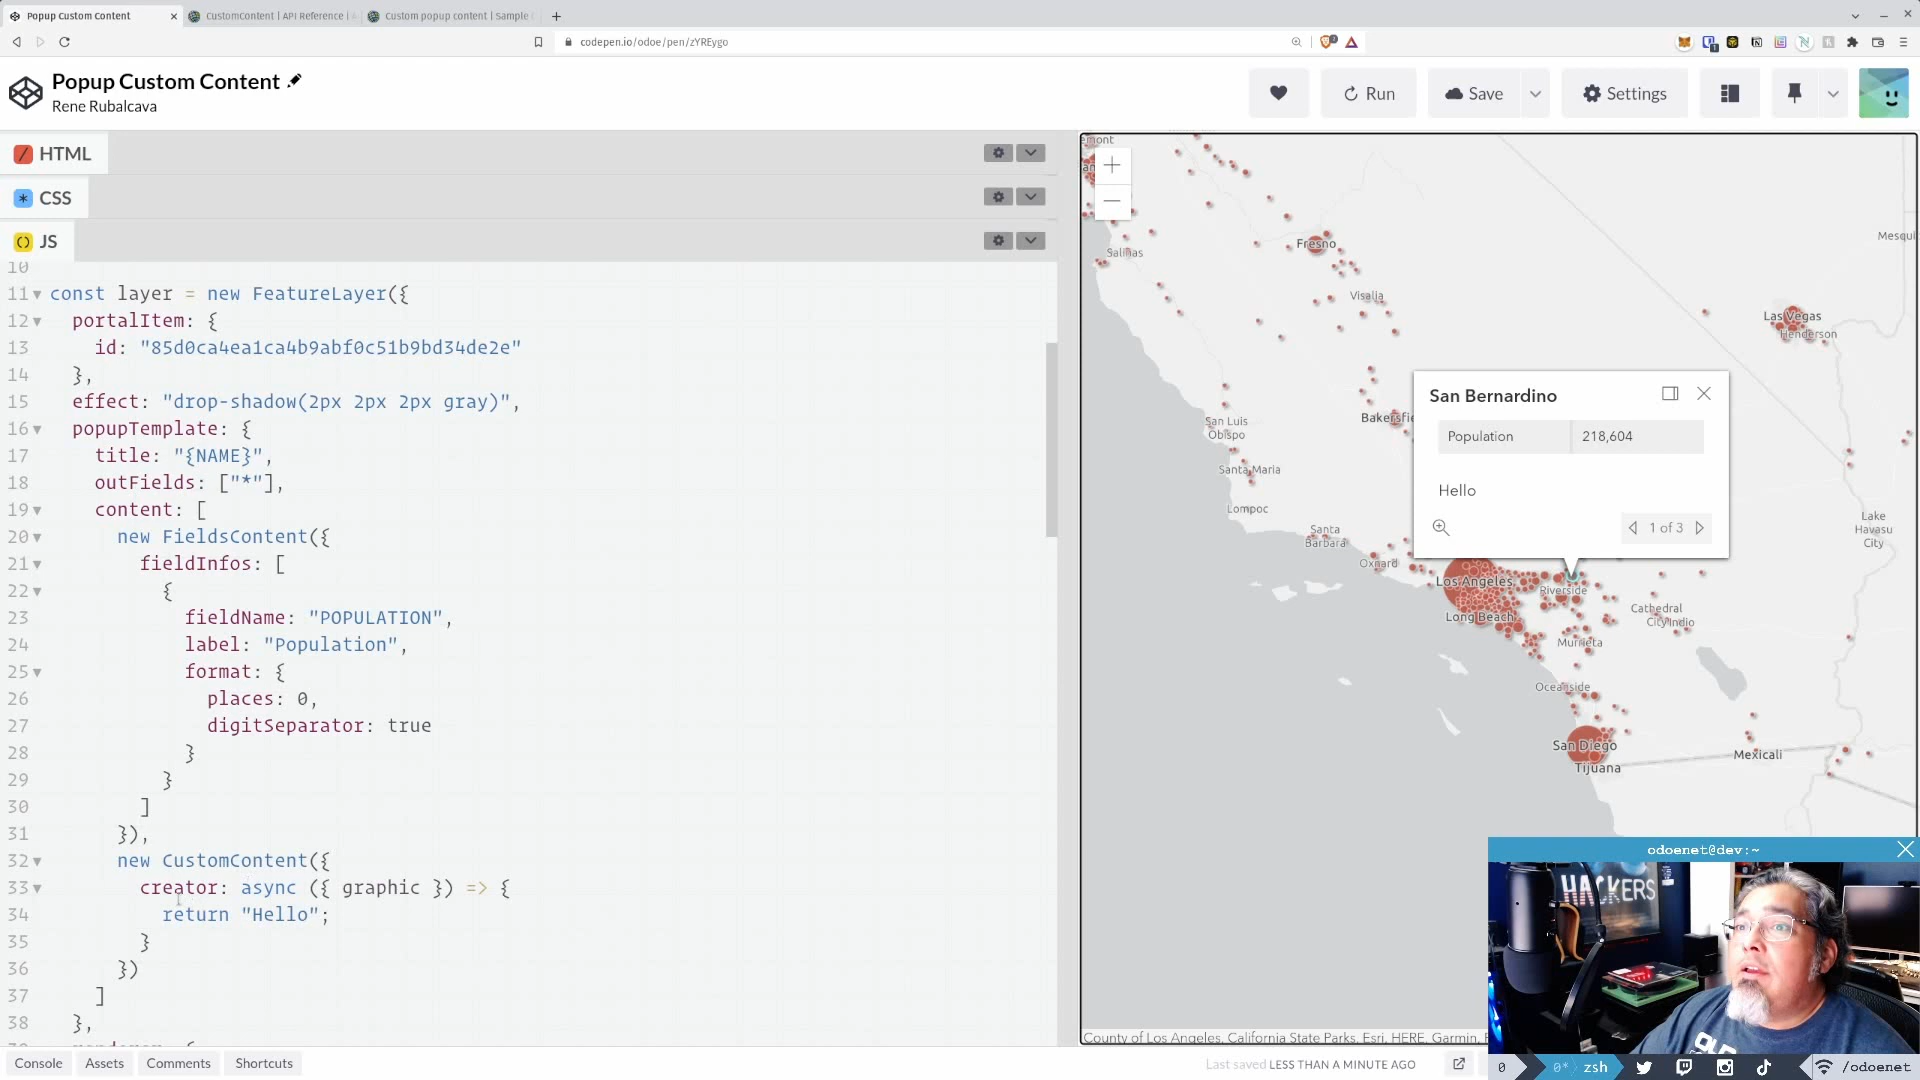 Popup Custom Content
CustomContent | API Reference |
Custom popup content | Sample
codepen.io/odoe/pen/zYREygo
Popup Custom Content
Rene Rubalcava
Run
Save
Settings
HTML
CSS
JS
10
11 const layer = new FeatureLayer({
12 portalItem: {
13 id: "85d0ca4ea1ca4b9abf0c51b9bd34de2e"
14 },
15 effect: "drop-shadow(2px 2px 2px gray)",
16 popupTemplate: {
17 title: "{NAME}",
18 outFields: ["*"],
19 content: [
20 new FieldsContent({
21 fieldInfos: [
22 {
23 fieldName: "POPULATION",
24 label: "Population",
25 format: {
26 places: 0,
27 digitSeparator: true
28 }
29 }
30 ]
31 }),
32 new CustomContent({
33 creator: async ({ graphic }) => {
34 return "Hello";
35 }
36 })
37 ]
38 },
emont
Salinas
Fresno
Visalia
Mesqui
Las Vegas
Henderson
San Luis
Obispo
Santa Maria
Lompoc
Santa
Barbara
Bakersfie
Oxnard
San Bernardino
Population 218,604
Hello
1 of 3
Los Angeles
Long Beach
Riverside
Cathedral
City Indio
Murrieta
Oceanside
San Diego
Tijuana
Mexicali
Lake
Havasu
City
County of Los Angeles, California State Parks, Esri, HERE, Garmin,
odoenet@dev:~
HACKERS
Console
Assets
Comments
Shortcuts
Last saved LESS THAN A MINUTE AGO
0
0* zsh
/odoenet